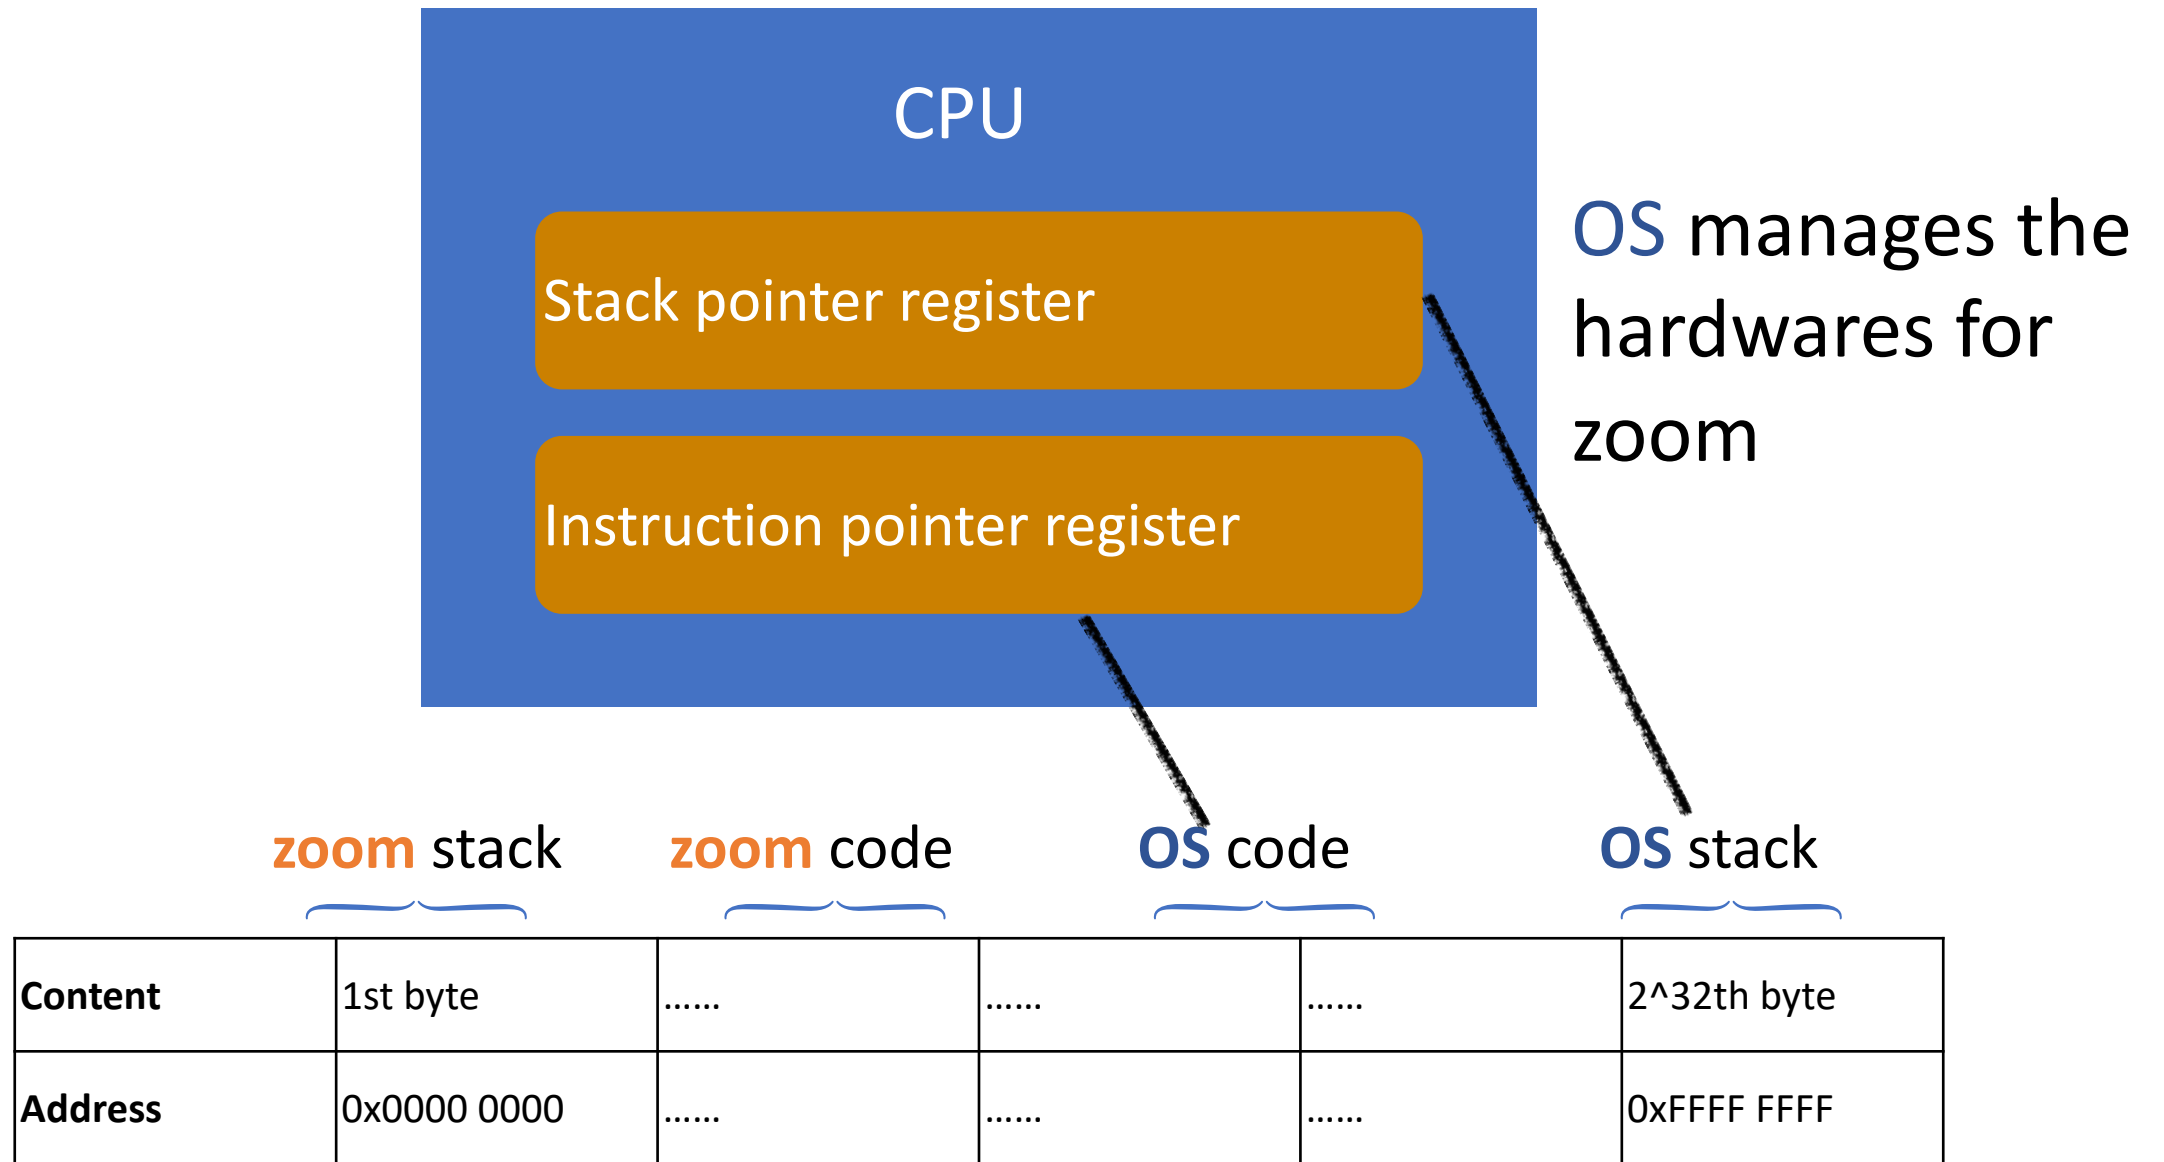 CPU
Stack pointer register
Instruction pointer register
OS manages the
hardwares for
zoom
zoom stack
zoom code
OS code
OS stack
Content 1st byte …… …… …… 2^32th byte
Address 0x0000 0000 …… …… …… 0xFFFF FFFF